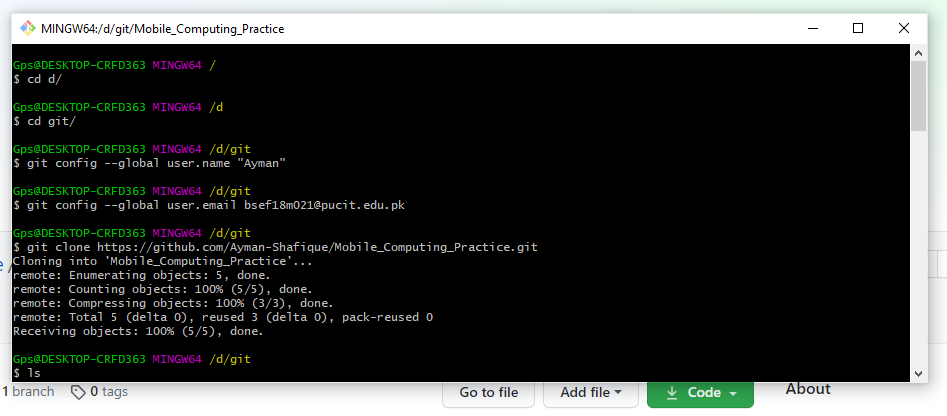 MINGW64:/d/git/Mobile_Computing_Practice
Gps@DESKTOP-CRFD363 MINGW64 /
$ cd d/
Gps@DESKTOP-CRFD363 MINGW64 /d
$ cd git/
Gps@DESKTOP-CRFD363 MINGW64 /d/git
$ git config --global user.name "Ayman"
Gps@DESKTOP-CRFD363 MINGW64 /d/git
$ git config --global user.email bsef18m021@pucit.edu.pk
Gps@DESKTOP-CRFD363 MINGW64 /d/git
$ git clone https://github.com/Ayman-Shafique/Mobile_Computing_Practice.git
Cloning into 'Mobile_Computing_Practice'...
remote: Enumerating objects: 5, done.
remote: Counting objects: 100% (5/5), done.
remote: Compressing objects: 100% (3/3), done.
remote: Total 5 (delta 0), reused 3 (delta 0), pack-reused 0
Receiving objects: 100% (5/5), done.
Gps@DESKTOP-CRFD363 MINGW64 /d/git
$ ls
1 branch 0 tags Go to file Add file Code About